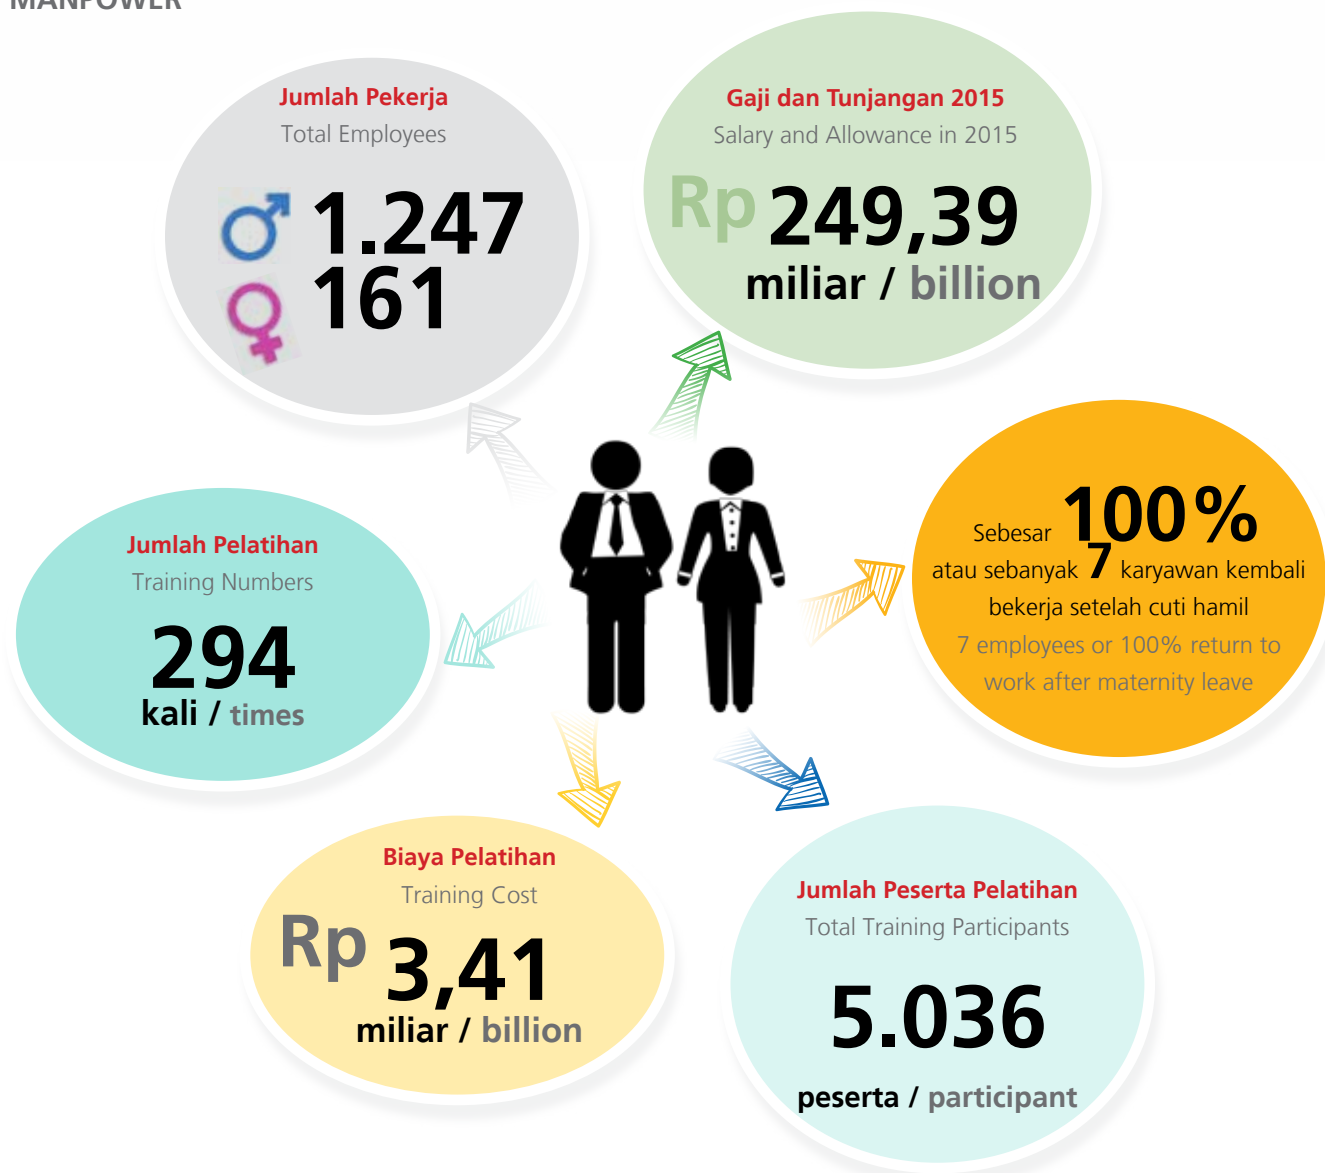 MANPOWER
Jumlah Pekerja
Total Employees
1.247
161
Gaji dan Tunjangan 2015
Salary and Allowance in 2015
Rp 249,39
miliar / billion
Sebesar 100%
atau sebanyak 7 karyawan kembali
bekerja setelah cuti hamil
7 employees or 100% return to
work after maternity leave
Jumlah Pelatihan
Training Numbers
294
kali / times
Biaya Pelatihan
Training Cost
Rp 3,41
miliar / billion
Jumlah Peserta Pelatihan
Total Training Participants
5.036
peserta / participant